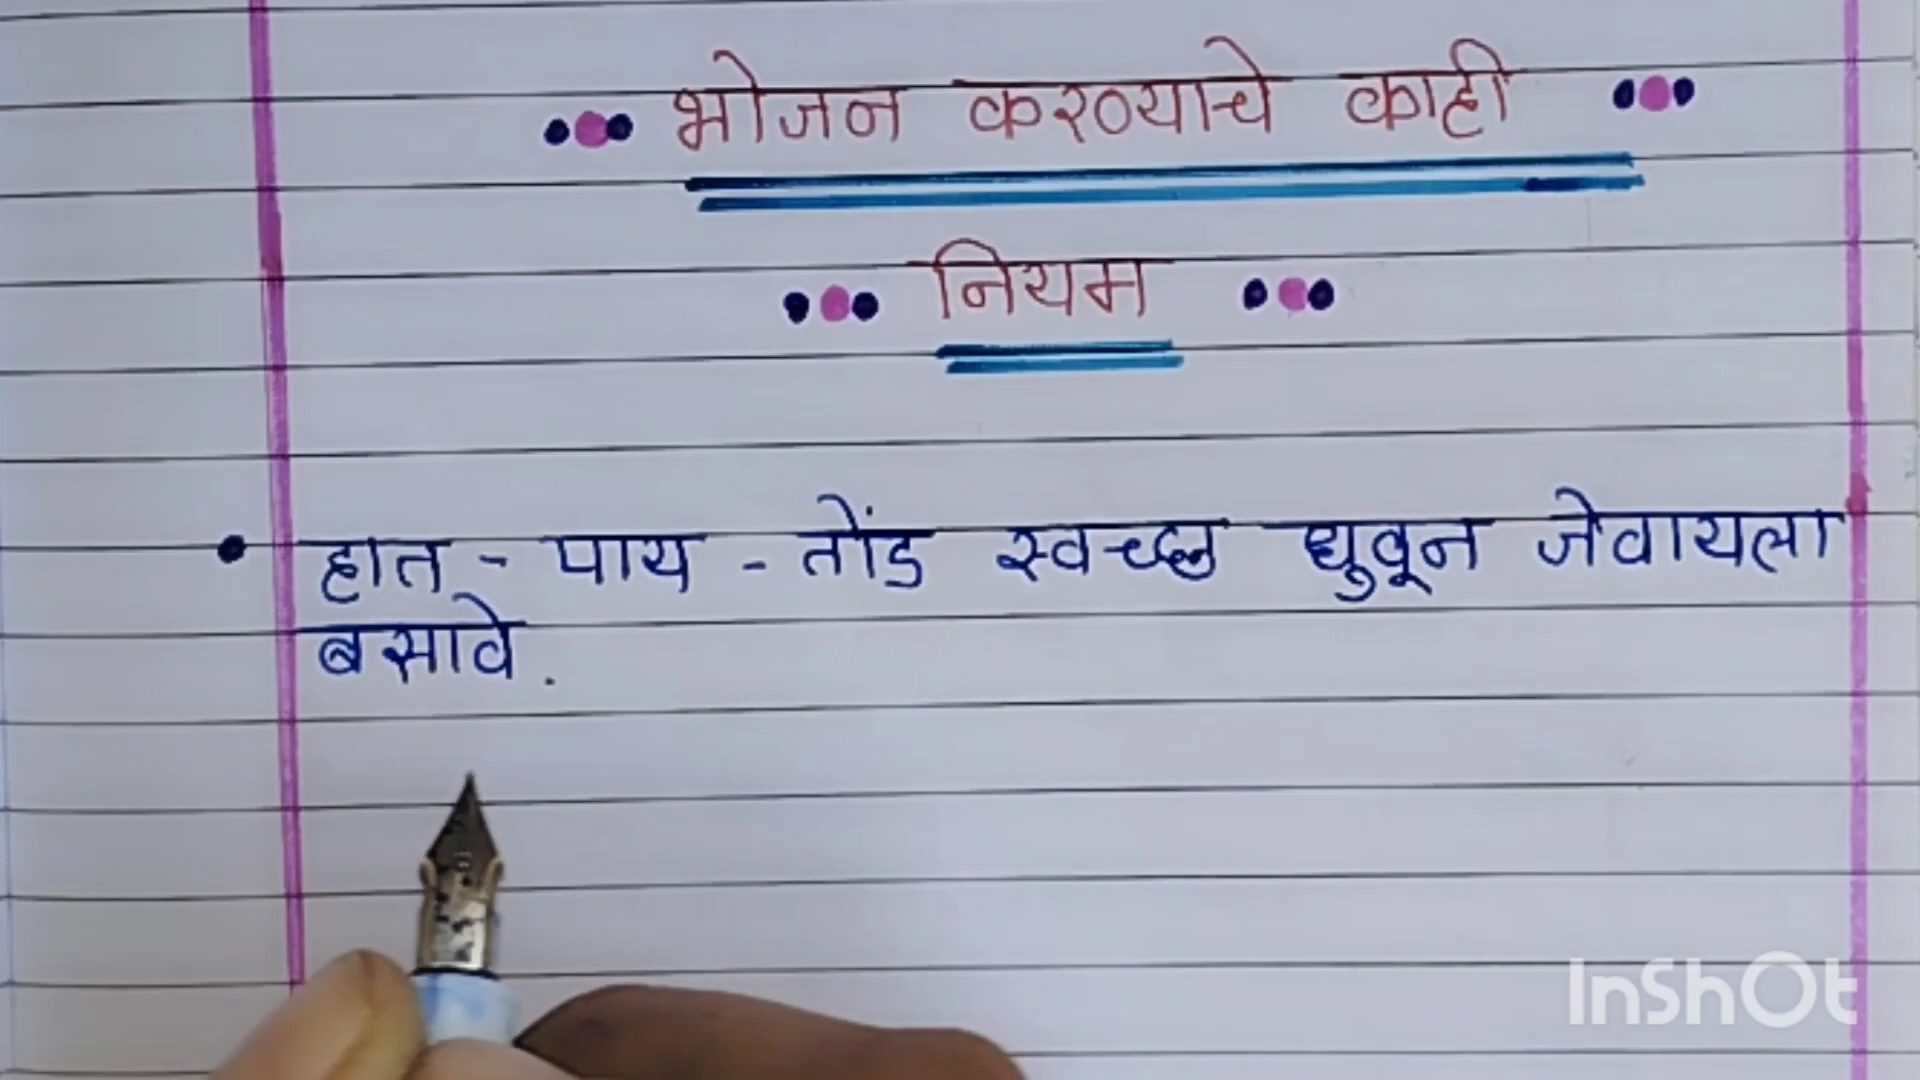 भोजन करण्याचे काही
नियम
• हात - पाय - तोंड स्वच्छ धुवून जेवायला
बसावे.
InShOt